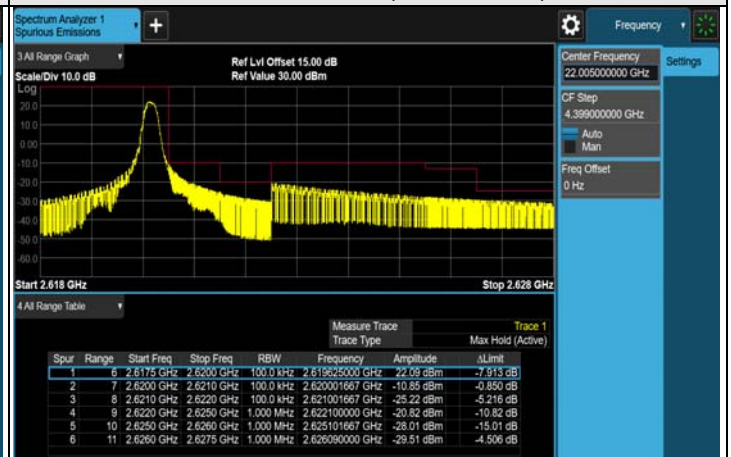 Spectrum Analyzer 1
Spurious Emissions
+
Frequency
3 All Range Graph
Scale/Div 10.0 dB
Ref Lvl Offset 15.00 dB
Ref Value 30.00 dBm
Log
20.0
10.0
0.00
-10.0
-20.0
-30.0
-40.0
-50.0
-60.0
Start 2.618 GHz
Stop 2.628 GHz
4 All Range Table
Measure Trace Trace 1
Trace Type Max Hold (Active)
Spur Range Start Freq Stop Freq RBW Frequency Amplitude ΔLimit
1 6 2.6175 GHz 2.6200 GHz 100.0 kHz 2.619625000 GHz 22.09 dBm -7.913 dB
2 7 2.6200 GHz 2.6210 GHz 100.0 kHz 2.620001667 GHz -10.85 dBm -0.850 dB
3 8 2.6210 GHz 2.6220 GHz 100.0 kHz 2.621001667 GHz -25.22 dBm -5.216 dB
4 9 2.6220 GHz 2.6250 GHz 1.000 MHz 2.622100000 GHz -20.82 dBm -10.82 dB
5 10 2.6250 GHz 2.6260 GHz 1.000 MHz 2.625101667 GHz -28.01 dBm -15.01 dB
6 11 2.6260 GHz 2.6275 GHz 1.000 MHz 2.626090000 GHz -29.51 dBm -4.506 dB
Center Frequency
22.005000000 GHz
Settings
CF Step
4.399000000 GHz
Auto
Man
Freq Offset
0 Hz